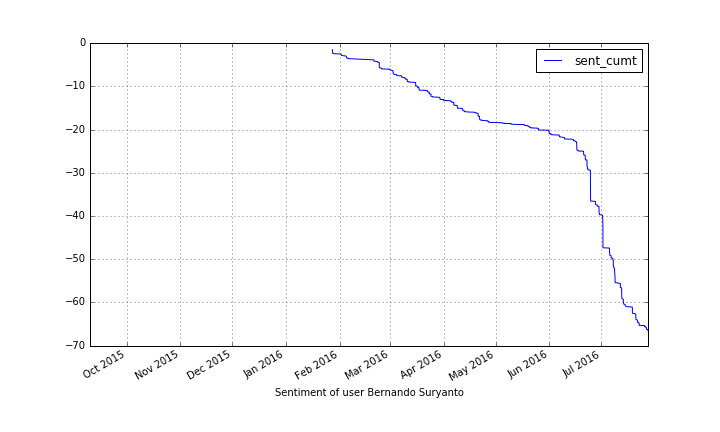 0
−10
−20
−30
−40
−50
−60
−70
sent_cumt
Oct 2015
Nov 2015
Dec 2015
Jan 2016
Feb 2016
Mar 2016
Apr 2016
May 2016
Jun 2016
Jul 2016
Sentiment of user Bernando Suryanto